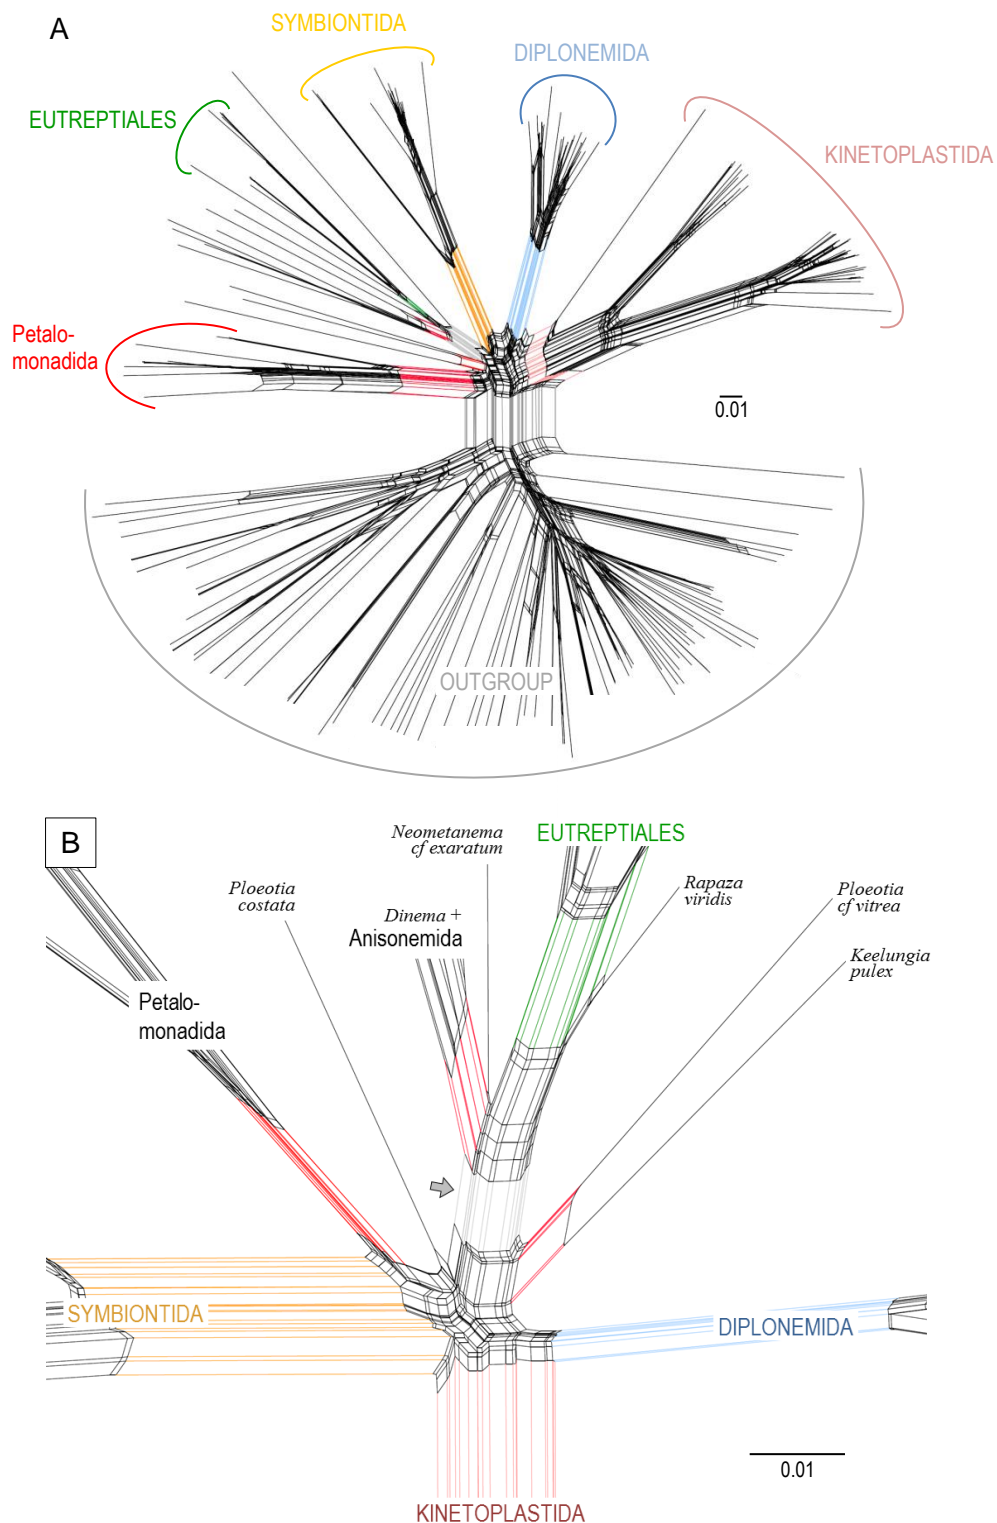 A
SYMBIONTIDA
DIPLONEMIDA
EUTREPTIALES
KINETOPLASTIDA
Petalo-
monadida
0.01
OUTGROUP
B
Neometanema
cf exaratum
EUTREPTIALES
Ploeotia
costata
Rapaza
viridis
Ploeotia
cf vitrea
Dinema +
Anisonemida
Keelungia
pulex
Petalo-
monadida
SYMBIONTIDA
DIPLONEMIDA
0.01
KINETOPLASTIDA